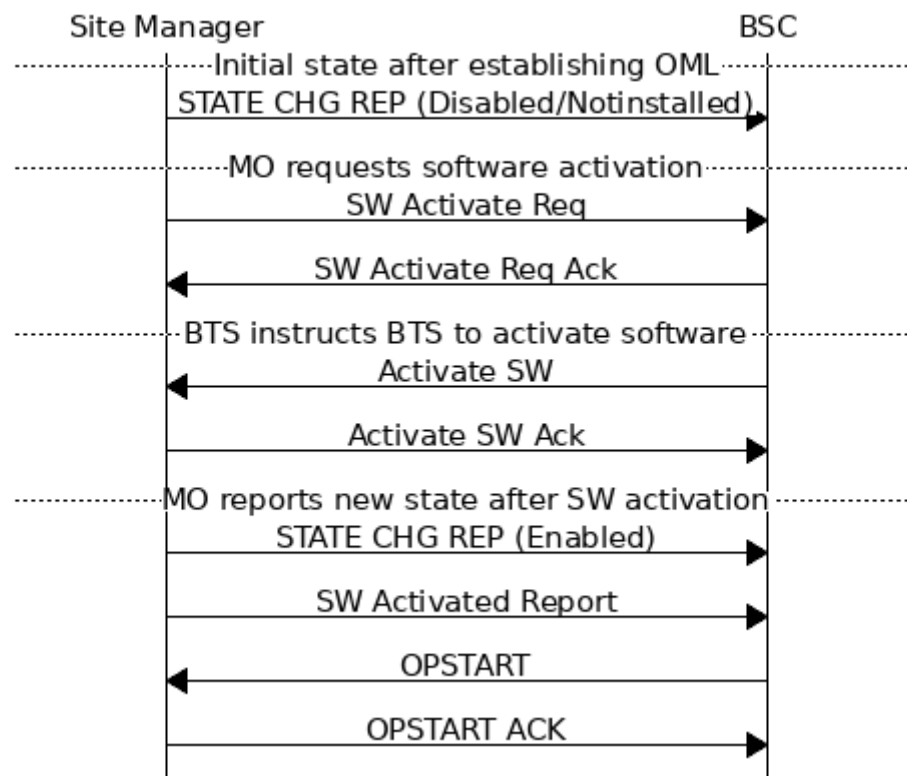 Site Manager BSC
Initial state after establishing OML
STATE CHG REP (Disabled/Notinstalled)
MO requests software activation
SW Activate Req
SW Activate Req Ack
BTS instructs BTS to activate software
Activate SW
Activate SW Ack
MO reports new state after SW activation
STATE CHG REP (Enabled)
SW Activated Report
OPSTART
OPSTART ACK